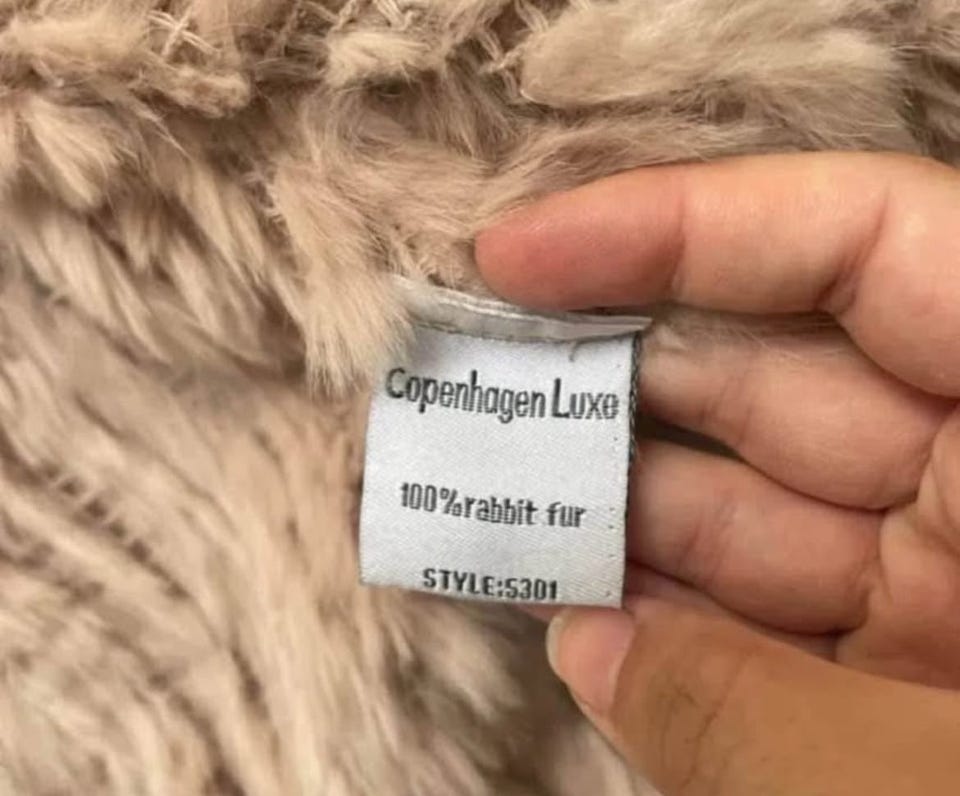 Copenhagen Luxe
100%rabbit fur
STYLE:5301